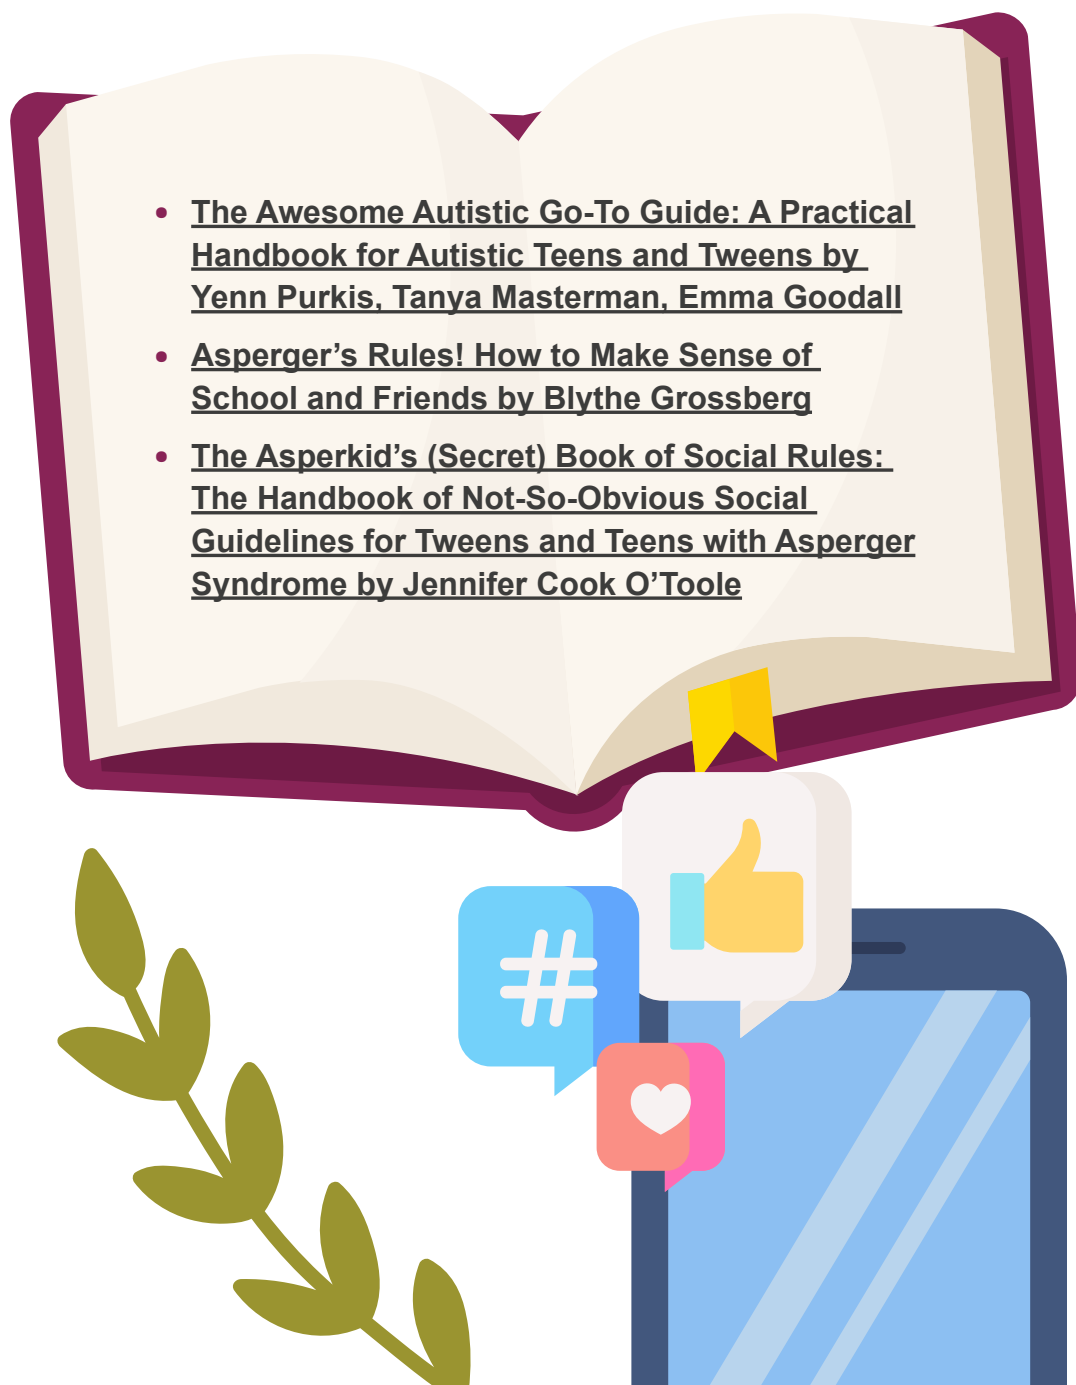 • The Awesome Autistic Go-To Guide: A Practical
Handbook for Autistic Teens and Tweens by
Yenn Purkis, Tanya Masterman, Emma Goodall
• Asperger’s Rules! How to Make Sense of
School and Friends by Blythe Grossberg
• The Asperkid’s (Secret) Book of Social Rules:
The Handbook of Not-So-Obvious Social
Guidelines for Tweens and Teens with Asperger
Syndrome by Jennifer Cook O’Toole
#